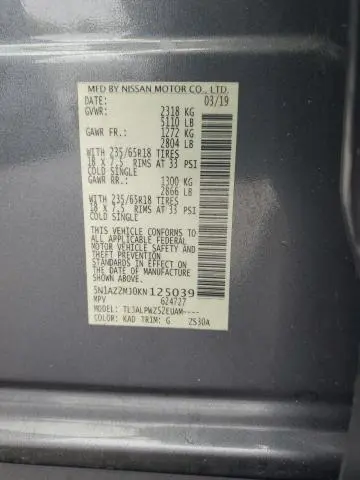 MFD BY NISSAN MOTOR CO., LTD.
DATE: 03/19
GVWR: 2318 KG
5110 LB
GAWR FR.: 1272 KG
2804 LB
WITH 235/65R18 TIRES
18 X 7.5 RIMS AT 33 PSI
COLD SINGLE
GAWR RR.: 1300 KG
2866 LB
WITH 235/65R18 TIRES
18 X 7.5 RIMS AT 33 PSI
COLD SINGLE
THIS VEHICLE CONFORMS TO
ALL APPLICABLE FEDERAL
MOTOR VEHICLE SAFETY AND
THEFT PREVENTION STANDARDS
IN EFFECT ON THE DATE OF
MANUFACTURE SHOWN ABOVE.
5N1AZ2MJ0KN125039
MPV 624727
MODEL: TLJALPWZ52EUAM----
COLOR: KAD TRIM: G ZS30A